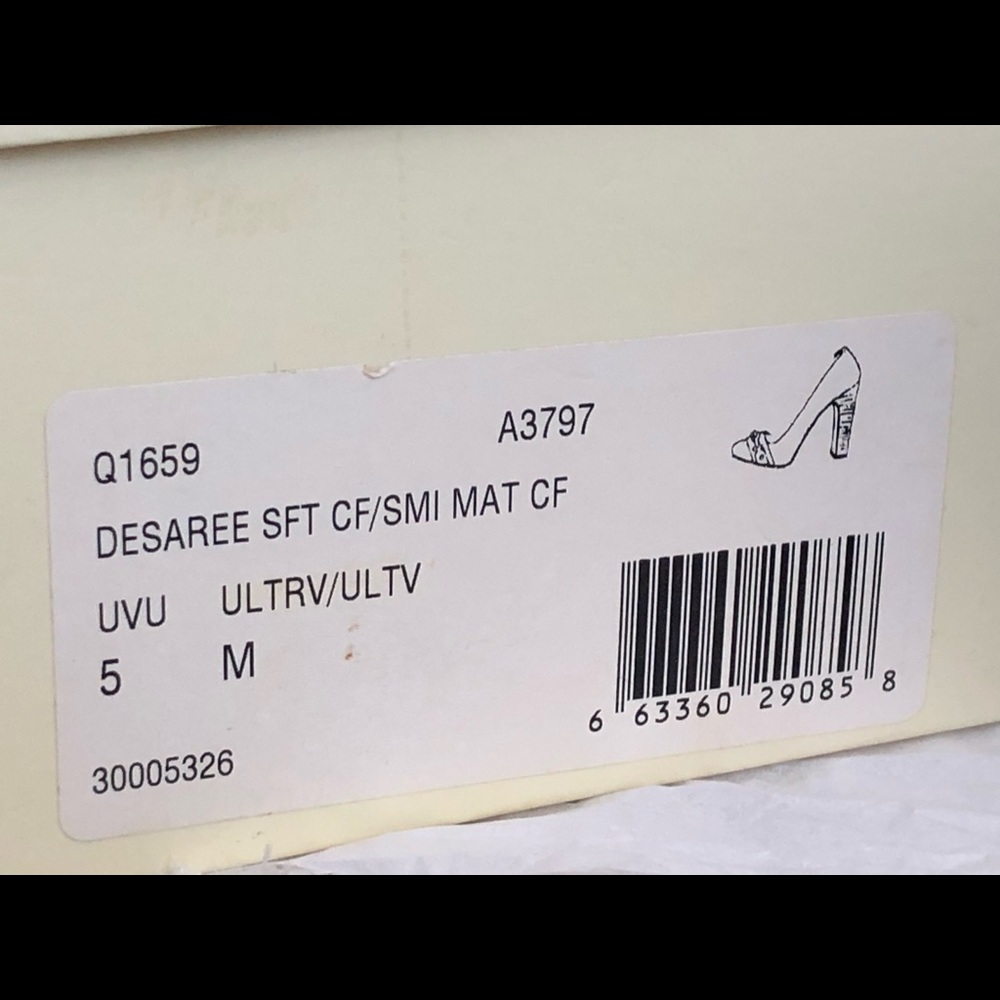 Q1659 A3797
DESAREE SFT CF/SMI MAT CF
UVU ULTRV/ULTV
5 M
6 63360 29085 8
30005326